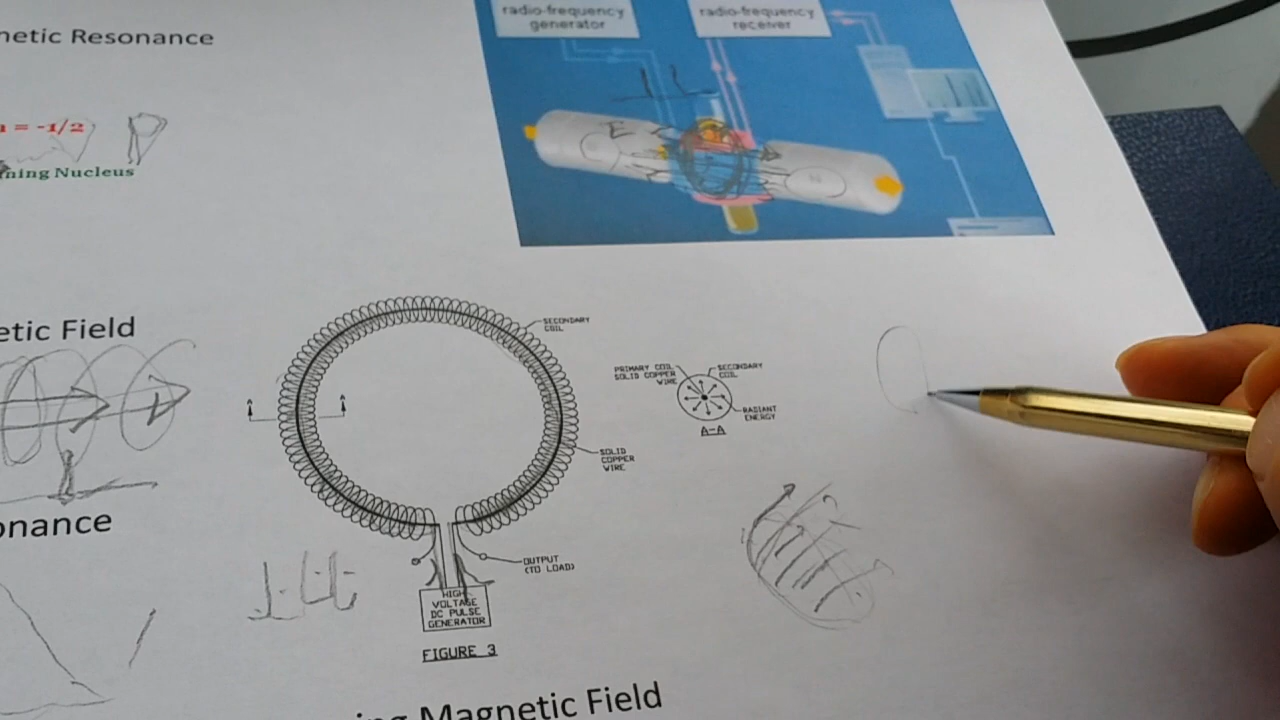 netic Resonance
radio-frequency
generator
radio-frequency
receiver
= -1/2
ning Nucleus
etic Field
SECONDARY
COIL
PRIMARY COIL
SOLID COPPER
WIRE
SECONDARY
COIL
RADIANT
ENERGY
A-A
A
A
SOLID
COPPER
WIRE
onance
OUTPUT
(TO LOAD)
HIGH
VOLTAGE
DC PULSE
GENERATOR
FIGURE 3
ing Magnetic Field